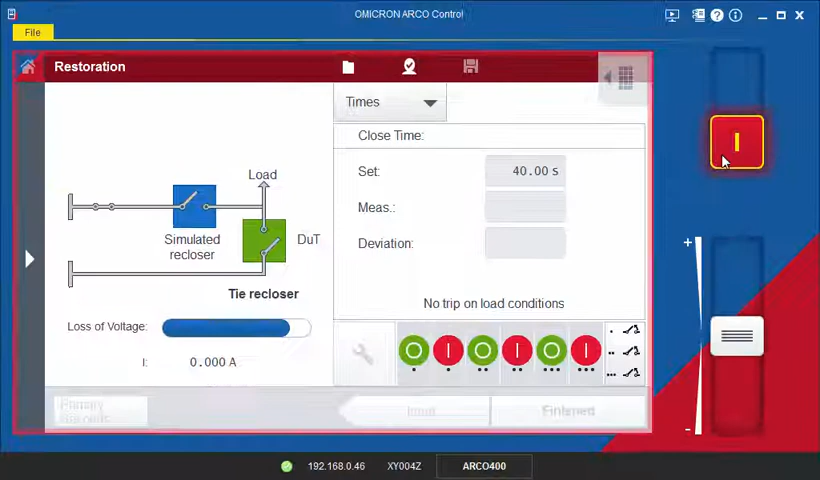 OMICRON ARCO Control
File
Restoration
Times
Close Time:
Set: 40.00 s
Meas.:
Deviation:
No trip on load conditions
Load
Simulated
recloser
DuT
Tie recloser
Loss of Voltage:
I: 0.000 A
Primary
Finished
+
-
192.168.0.46 XY004Z ARCO400